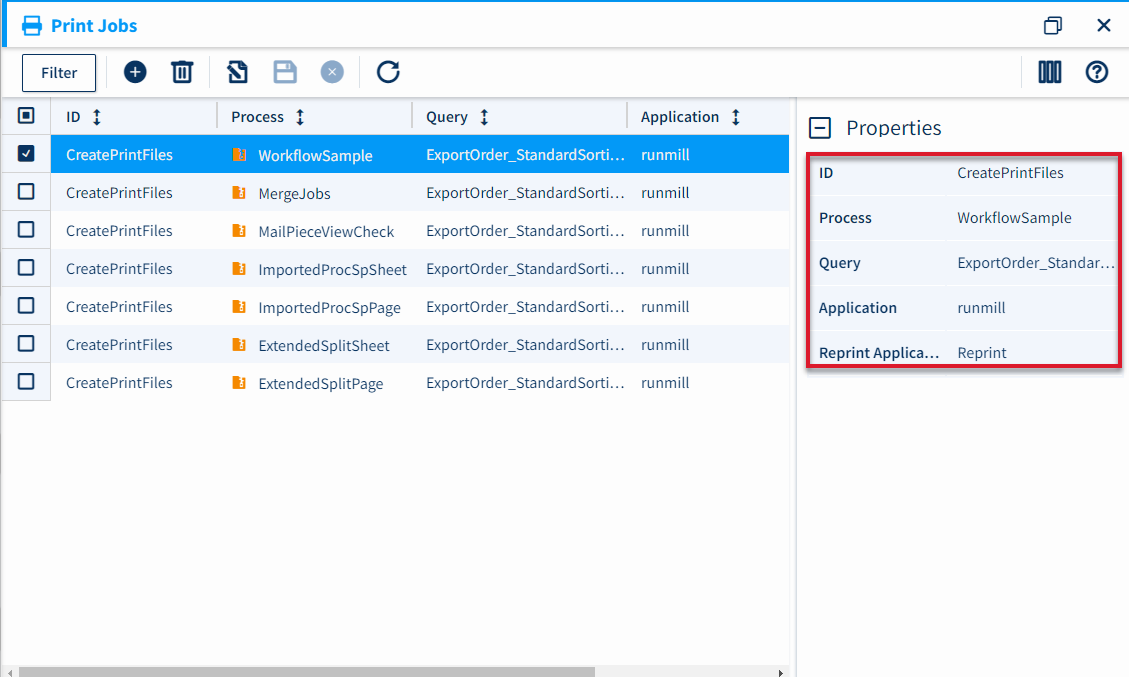 Print Jobs
Filter
ID Process Query Application
CreatePrintFiles WorkflowSample ExportOrder_StandardSorti... runmill
CreatePrintFiles MergeJobs ExportOrder_StandardSorti... runmill
CreatePrintFiles MailPieceViewCheck ExportOrder_StandardSorti... runmill
CreatePrintFiles ImportedProcSpSheet ExportOrder_StandardSorti... runmill
CreatePrintFiles ImportedProcSpPage ExportOrder_StandardSorti... runmill
CreatePrintFiles ExtendedSplitSheet ExportOrder_StandardSorti... runmill
CreatePrintFiles ExtendedSplitPage ExportOrder_StandardSorti... runmill
Properties
ID CreatePrintFiles
Process WorkflowSample
Query ExportOrder_Standar...
Application runmill
Reprint Applica... Reprint